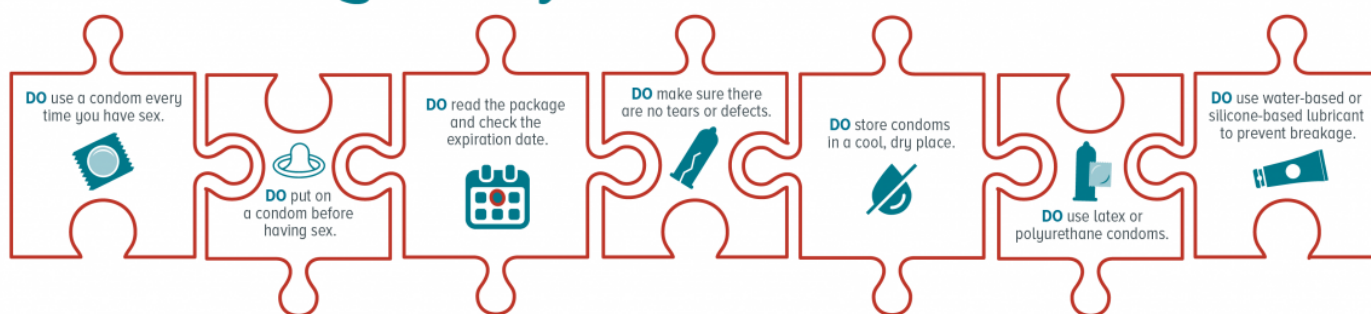 DO use a condom every
time you have sex.
DO put on
a condom before
having sex.
DO read the package
and check the
expiration date.
DO make sure there
are no tears or defects.
DO store condoms
in a cool, dry place.
DO use latex or
polyurethane condoms.
DO use water-based or
silicone-based lubricant
to prevent breakage.